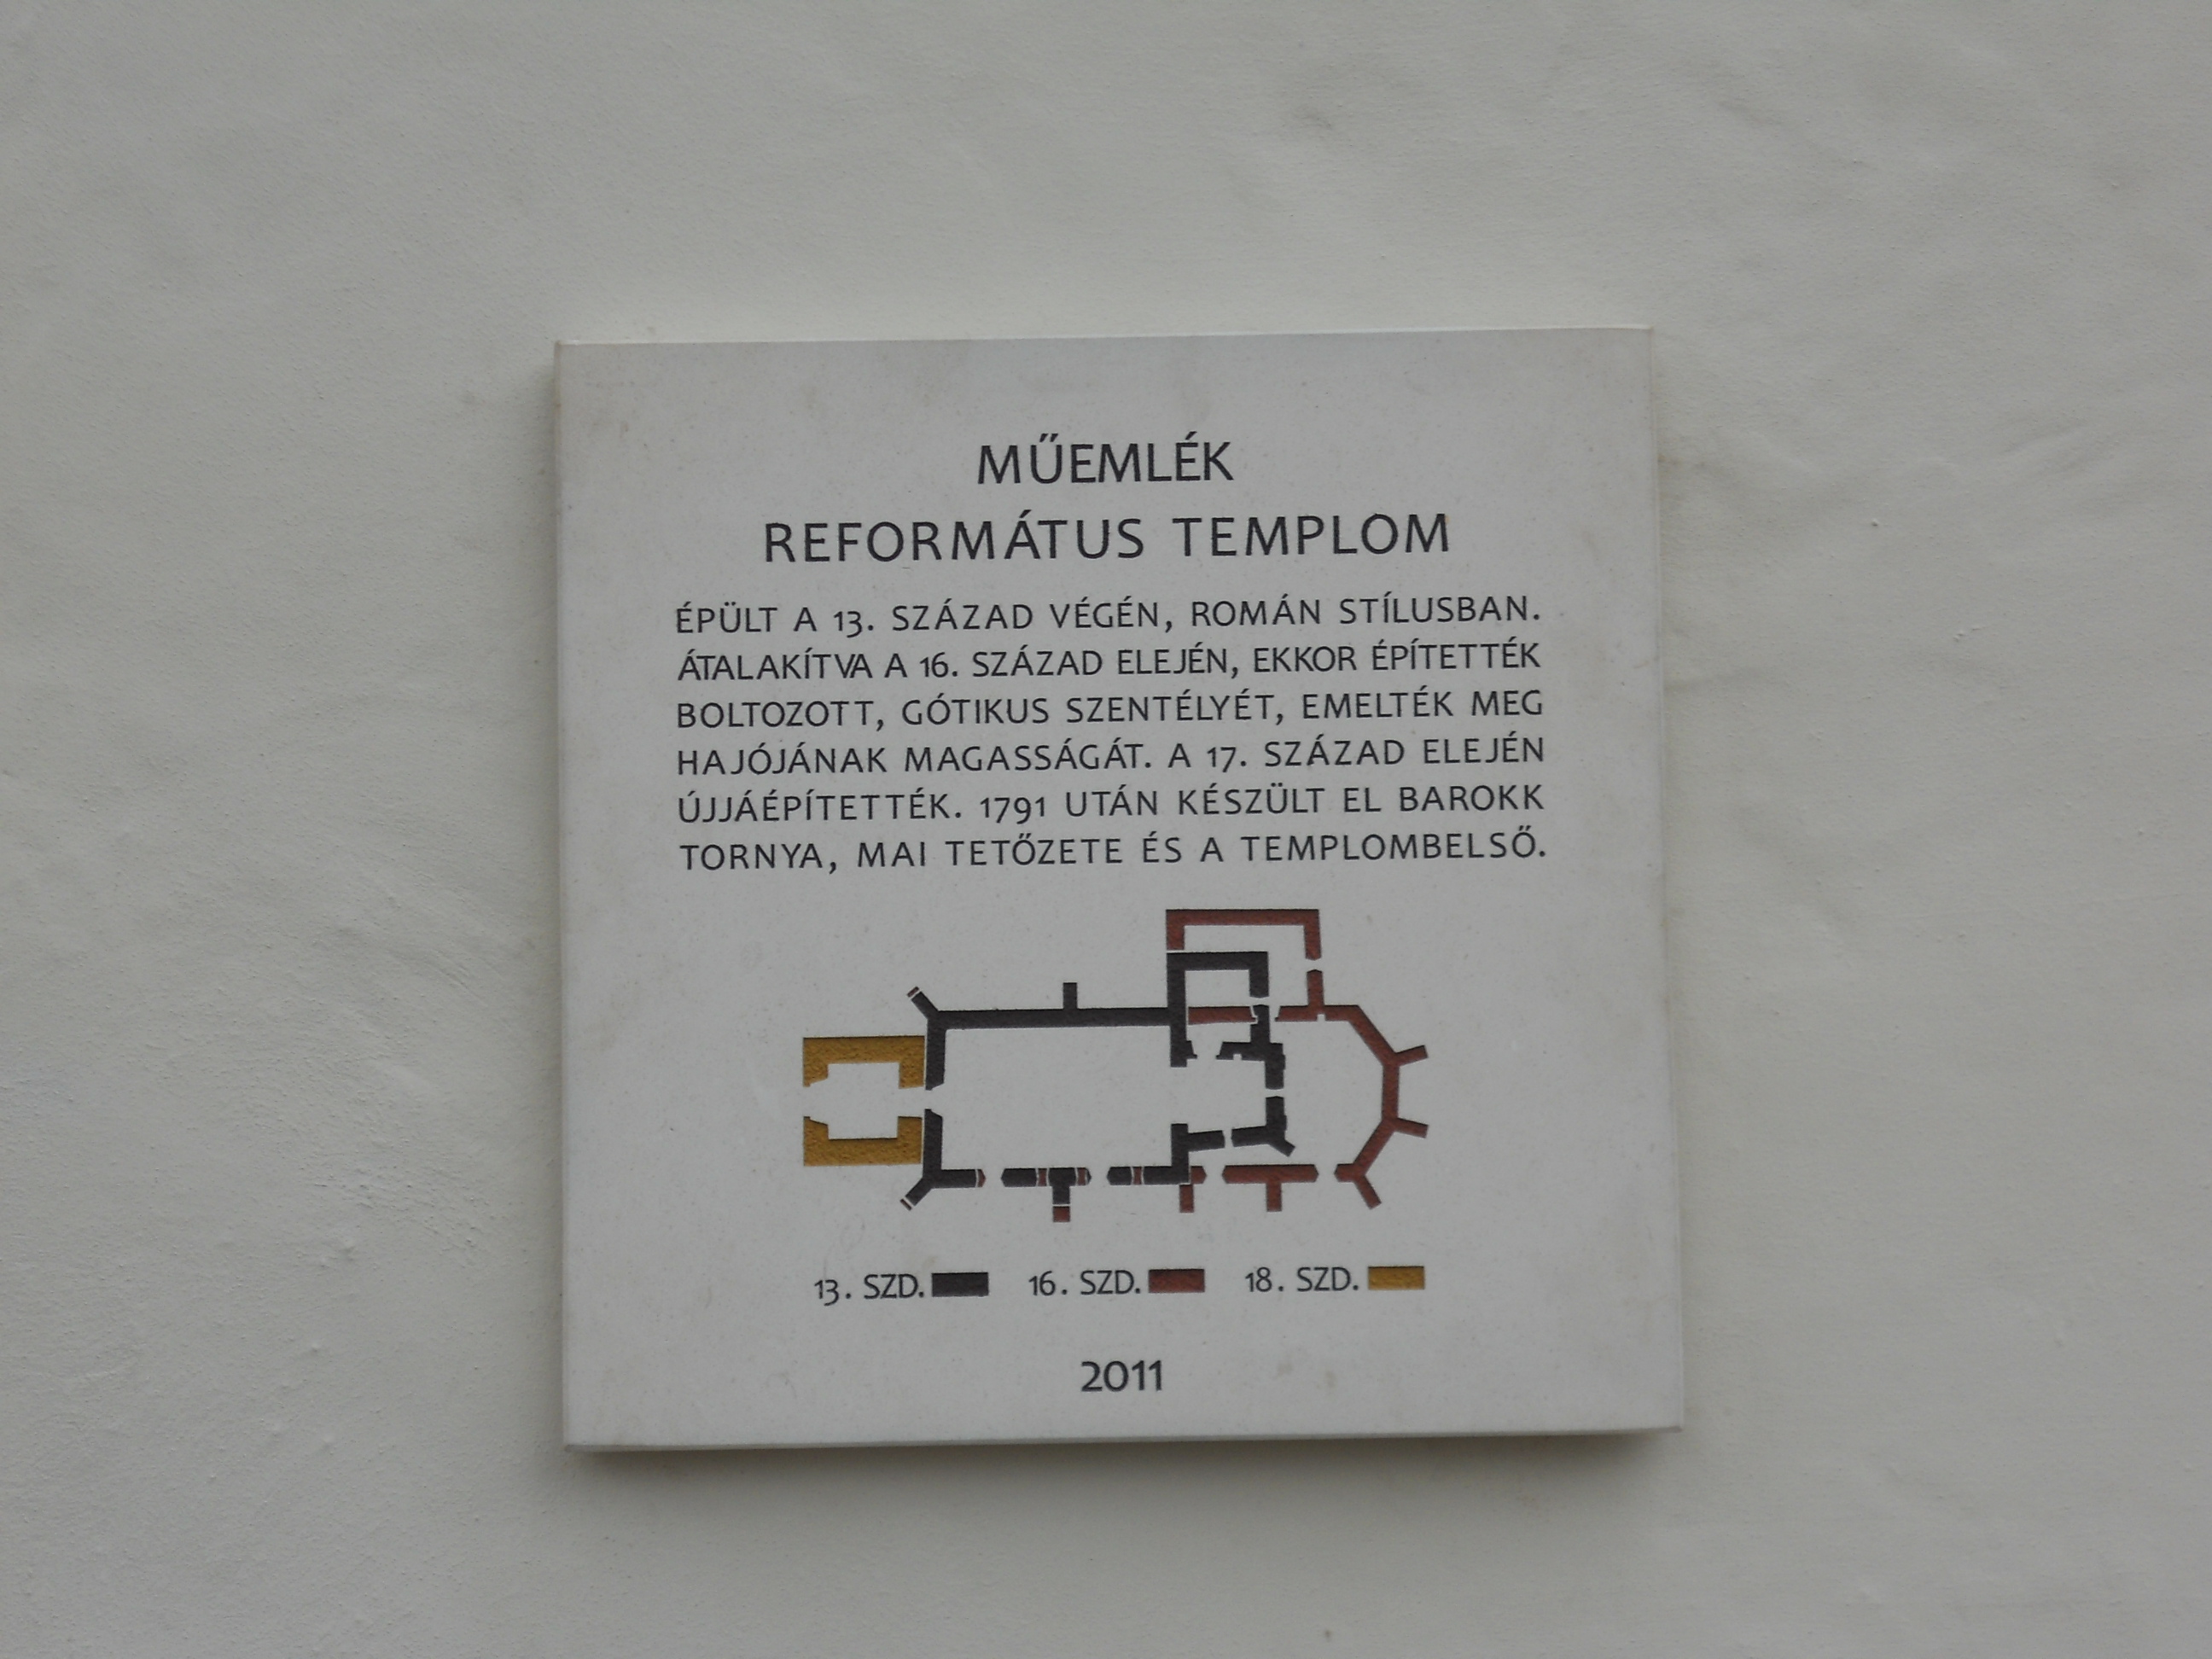 MŰEMLÉK
REFORMÁTUS TEMPLOM
ÉPÜLT A 13. SZÁZAD VÉGÉN, ROMÁN STÍLUSBAN.
ÁTALAKÍTVA A 16. SZÁZAD ELEJÉN, EKKOR ÉPÍTETTÉK
BOLTOZOTT, GÓTIKUS SZENTÉLYÉT, EMELTÉK MEG
HAJÓJÁNAK MAGASSÁGÁT. A 17. SZÁZAD ELEJÉN
ÚJJÁÉPÍTETTÉK. 1791 UTÁN KÉSZÜLT EL BAROKK
TORNYA, MAI TETŐZETE ÉS A TEMPLOMBELSŐ.
13. SZD. 16. SZD. 18. SZD.
2011